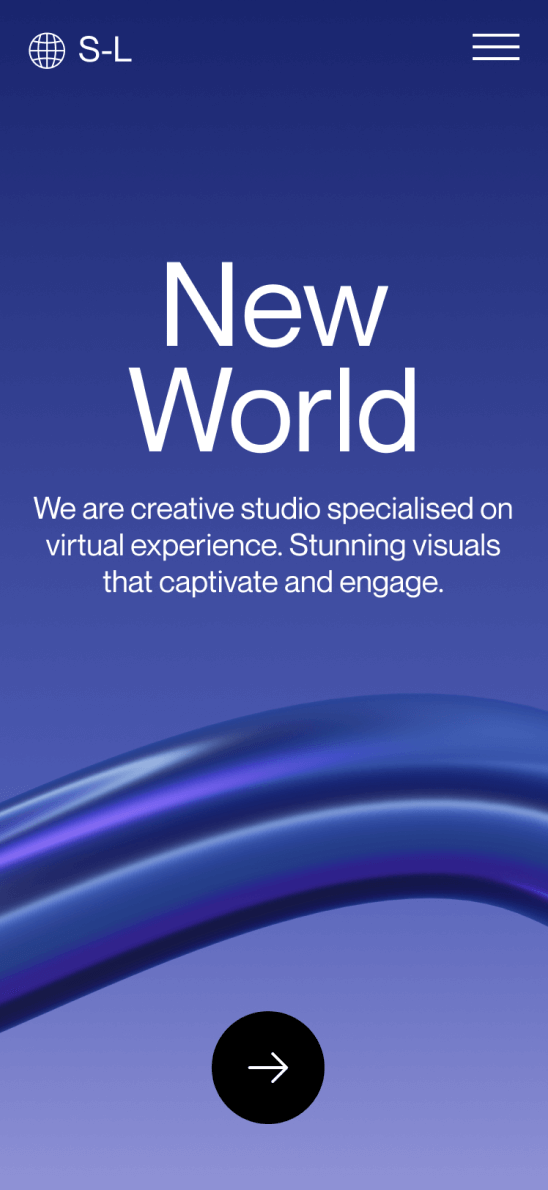 S-L
New
World
We are creative studio specialised on
virtual experience. Stunning visuals
that captivate and engage.